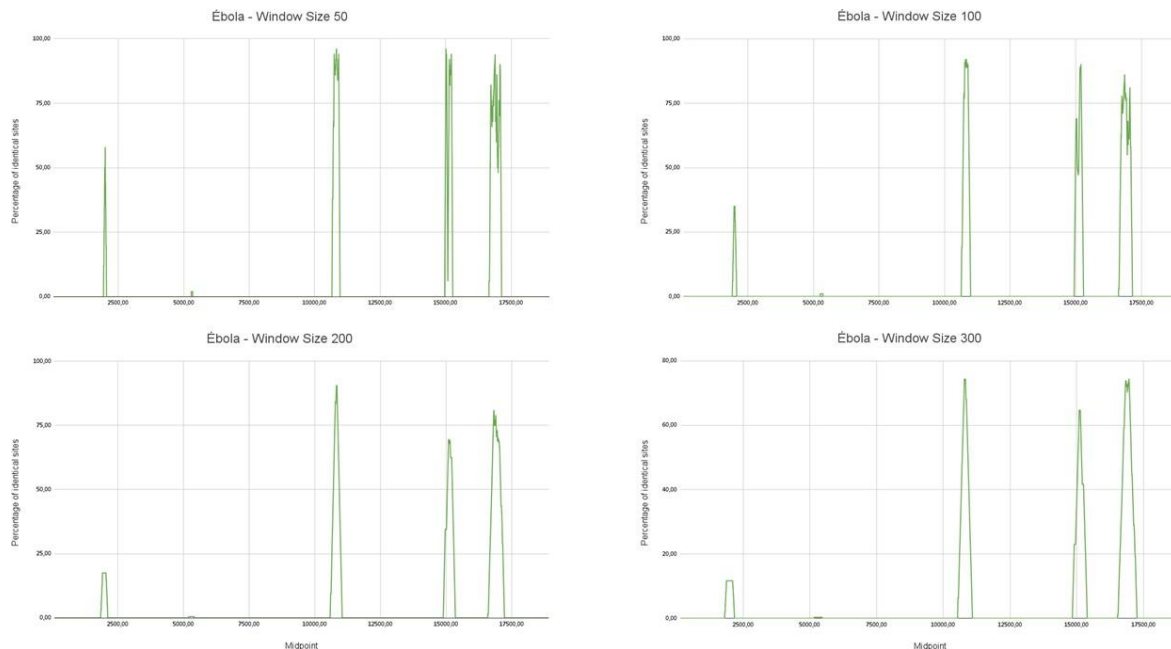 Ébola - Window Size 50
Percentage of identical sites
100,00
75,00
50,00
25,00
0,00
2500,00 5000,00 7500,00 10000,00 12500,00 15000,00 17500,00
Ébola - Window Size 100
Percentage of identical sites
100,00
75,00
50,00
25,00
0,00
2500,00 5000,00 7500,00 10000,00 12500,00 15000,00 17500,00
Ébola - Window Size 200
Percentage of identical sites
100,00
75,00
50,00
25,00
0,00
2500,00 5000,00 7500,00 10000,00 12500,00 15000,00 17500,00
Midpoint
Ébola - Window Size 300
Percentage of identical sites
80,00
60,00
40,00
20,00
0,00
2500,00 5000,00 7500,00 10000,00 12500,00 15000,00 17500,00
Midpoint